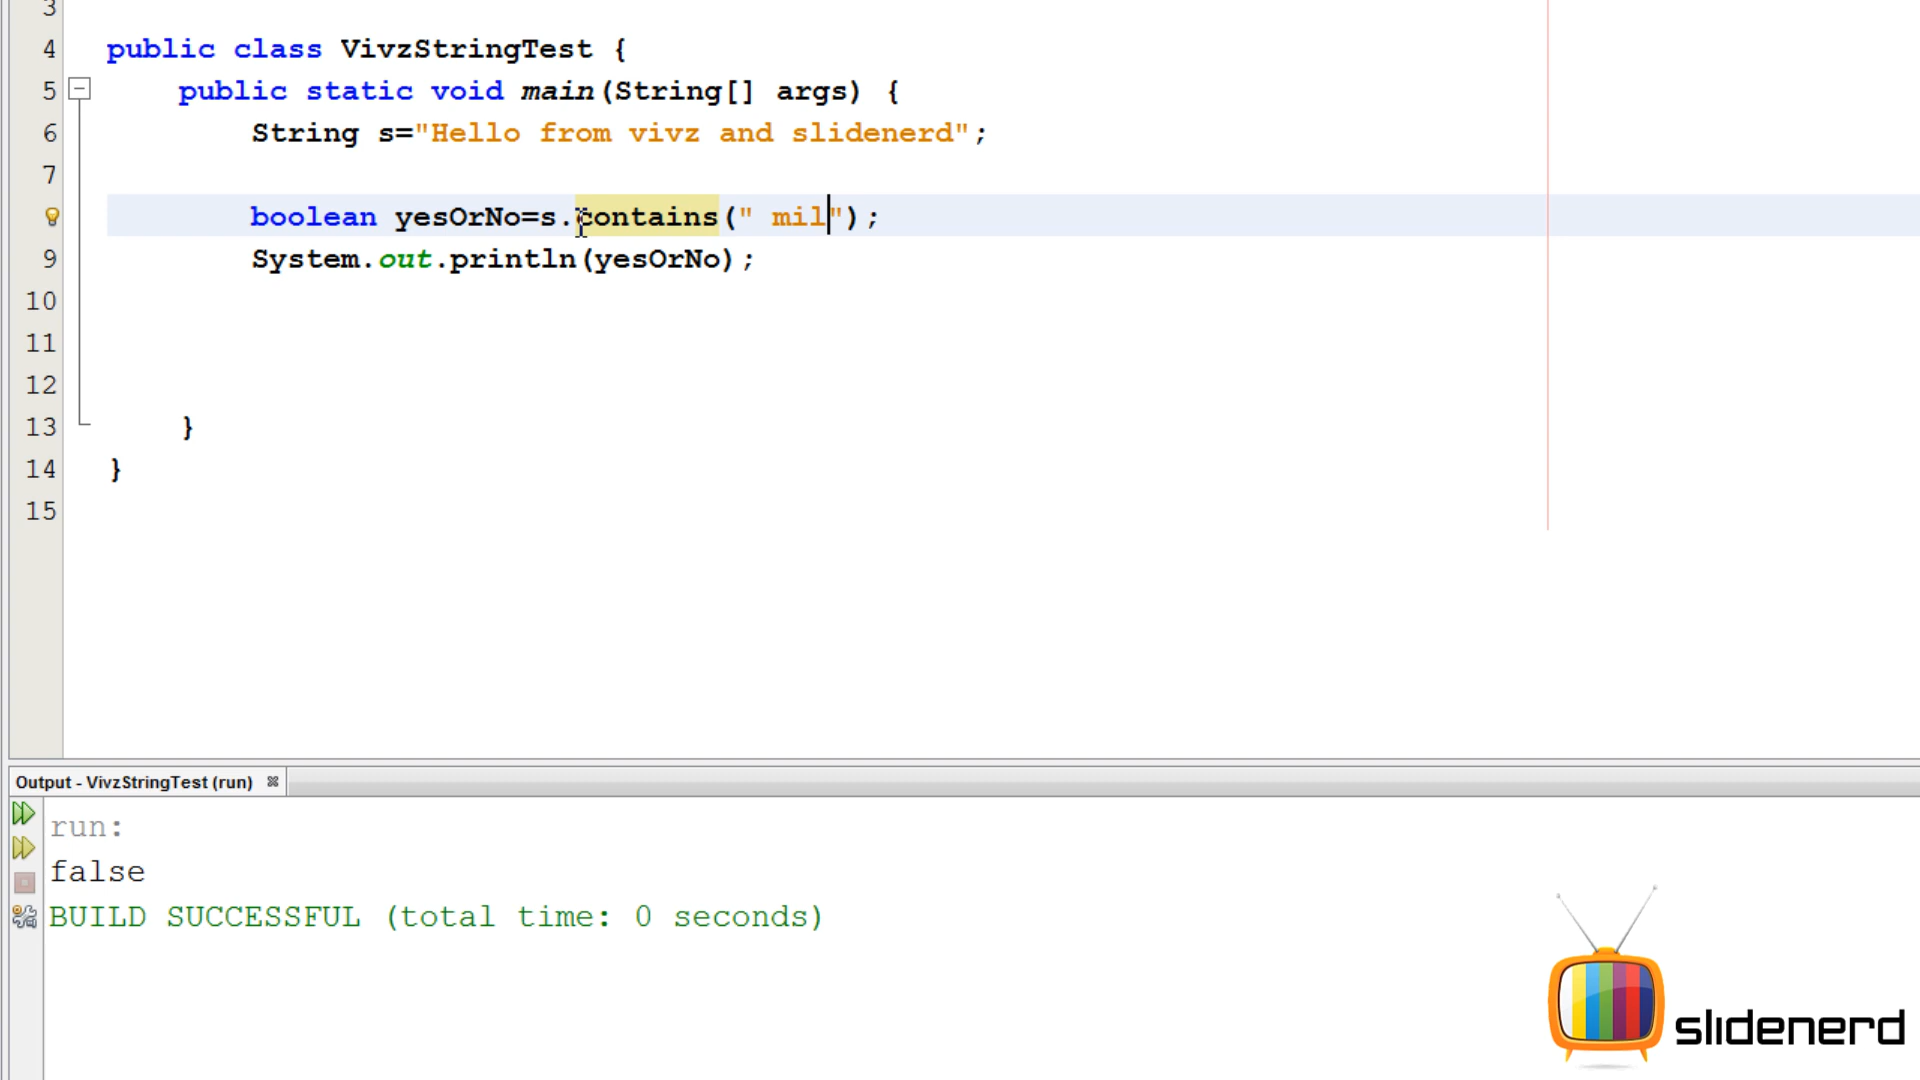 3
4 public class VivzStringTest {
5 public static void main(String[] args) {
6 String s="Hello from vivz and slidenerd";
7
boolean yesOrNo=s.contains(" mil");
9 System.out.println(yesOrNo);
10
11
12
13 }
14 }
15
Output - VivzStringTest (run)
run:
false
BUILD SUCCESSFUL (total time: 0 seconds)
slidenerd